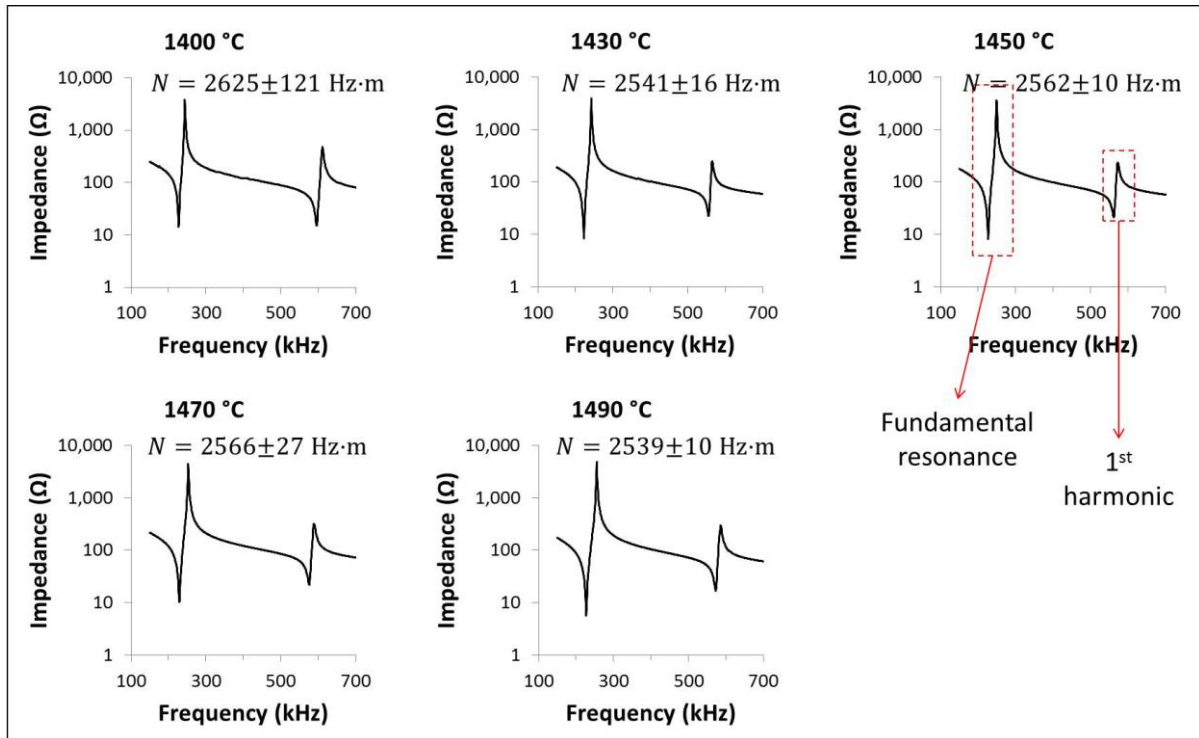 1400 °C
N = 2625±121 Hz·m
10,000
1,000
100
10
1
Impedance (Ω)
100 300 500 700
Frequency (kHz)
1430 °C
N = 2541±16 Hz·m
10,000
1,000
100
10
1
Impedance (Ω)
100 300 500 700
Frequency (kHz)
1450 °C
N = 2562±10 Hz·m
10,000
1,000
100
10
1
Impedance (Ω)
100 300 500 700
Frequency (kHz)
Fundamental
resonance
1st
harmonic
1470 °C
N = 2566±27 Hz·m
10,000
1,000
100
10
1
Impedance (Ω)
100 300 500 700
Frequency (kHz)
1490 °C
N = 2539±10 Hz·m
10,000
1,000
100
10
1
Impedance (Ω)
100 300 500 700
Frequency (kHz)